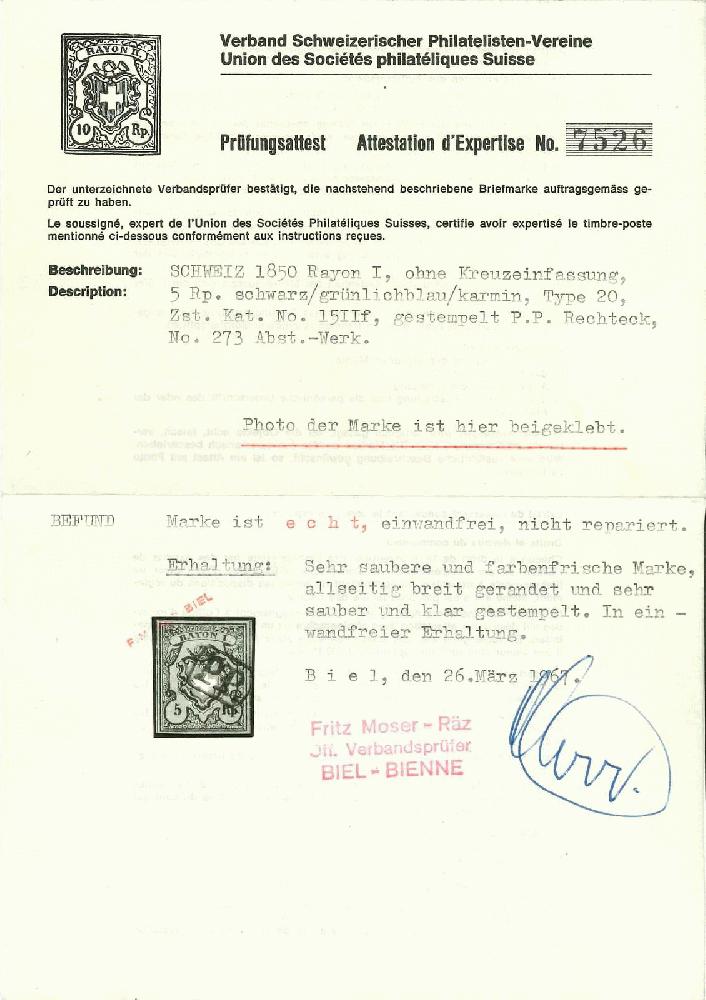 RAYON II.
10 Rp.
Verband Schweizerischer Philatelisten-Vereine
Union des Sociétés philatéliques Suisse
Prüfungsattest Attestation d'Expertise No. 7526
Der unterzeichnete Verbandsprüfer bestätigt, die nachstehend beschriebene Briefmarke auftragsgemäss ge-
prüft zu haben.
Le soussigné, expert de l'Union des Sociétés Philatéliques Suisses, certifie avoir expertisé le timbre-poste
mentionné ci-dessous conformément aux instructions reçues.
Beschreibung: SCHWEIZ 1850 Rayon I, ohne Kreuzeinfassung,
Description: 5 Rp. schwarz/grünlichblau/karmin, Type 20,
Zst. Kat. No. 15IIf, gestempelt P.P. Rechteck,
No. 273 Abst.-Werk.
Photo der Marke ist hier beigeklebt.
BEFUND Marke ist e c h t, einwandfrei, nicht repariert.
Erhaltung: Sehr saubere und farbenfrische Marke,
allseitig breit gerandet und sehr
sauber und klar gestempelt. In ein -
wandfreier Erhaltung.
BIEL
RAYON I.
5 Rp.
B i e l, den 26.März 1967.
Fritz Moser-Räz
Off. Verbandsprüfer
BIEL-BIENNE